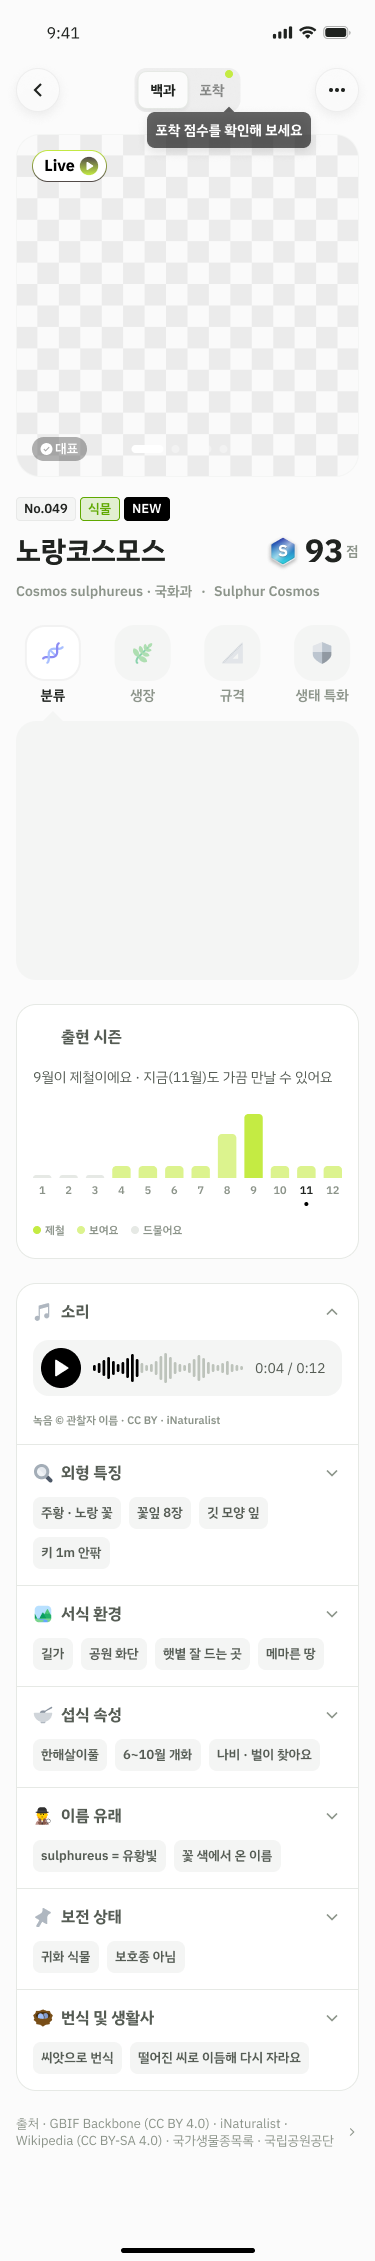 9:41
백과 포착
포착 점수를 확인해 보세요
Live
대표
No.049 식물 NEW
노랑코스모스 S 93 점
Cosmos sulphureus · 국화과 · Sulphur Cosmos
분류 생장 규격 생태 특화
출현 시즌
9월이 제철이에요 · 지금(11월)도 가끔 만날 수 있어요
1 2 3 4 5 6 7 8 9 10 11 12
제철 보여요 드물어요
소리
0:04 / 0:12
녹음 © 관찰자 이름 · CC BY · iNaturalist
외형 특징
주황 · 노랑 꽃 꽃잎 8장 깃 모양 잎
키 1m 안팎
서식 환경
길가 공원 화단 햇볕 잘 드는 곳 메마른 땅
섭식 속성
한해살이풀 6~10월 개화 나비 · 벌이 찾아요
이름 유래
sulphureus = 유황빛 꽃 색에서 온 이름
보전 상태
귀화 식물 보호종 아님
번식 및 생활사
씨앗으로 번식 떨어진 씨로 이듬해 다시 자라요
출처 · GBIF Backbone (CC BY 4.0) · iNaturalist ·
Wikipedia (CC BY-SA 4.0) · 국가생물종목록 · 국립공원공단